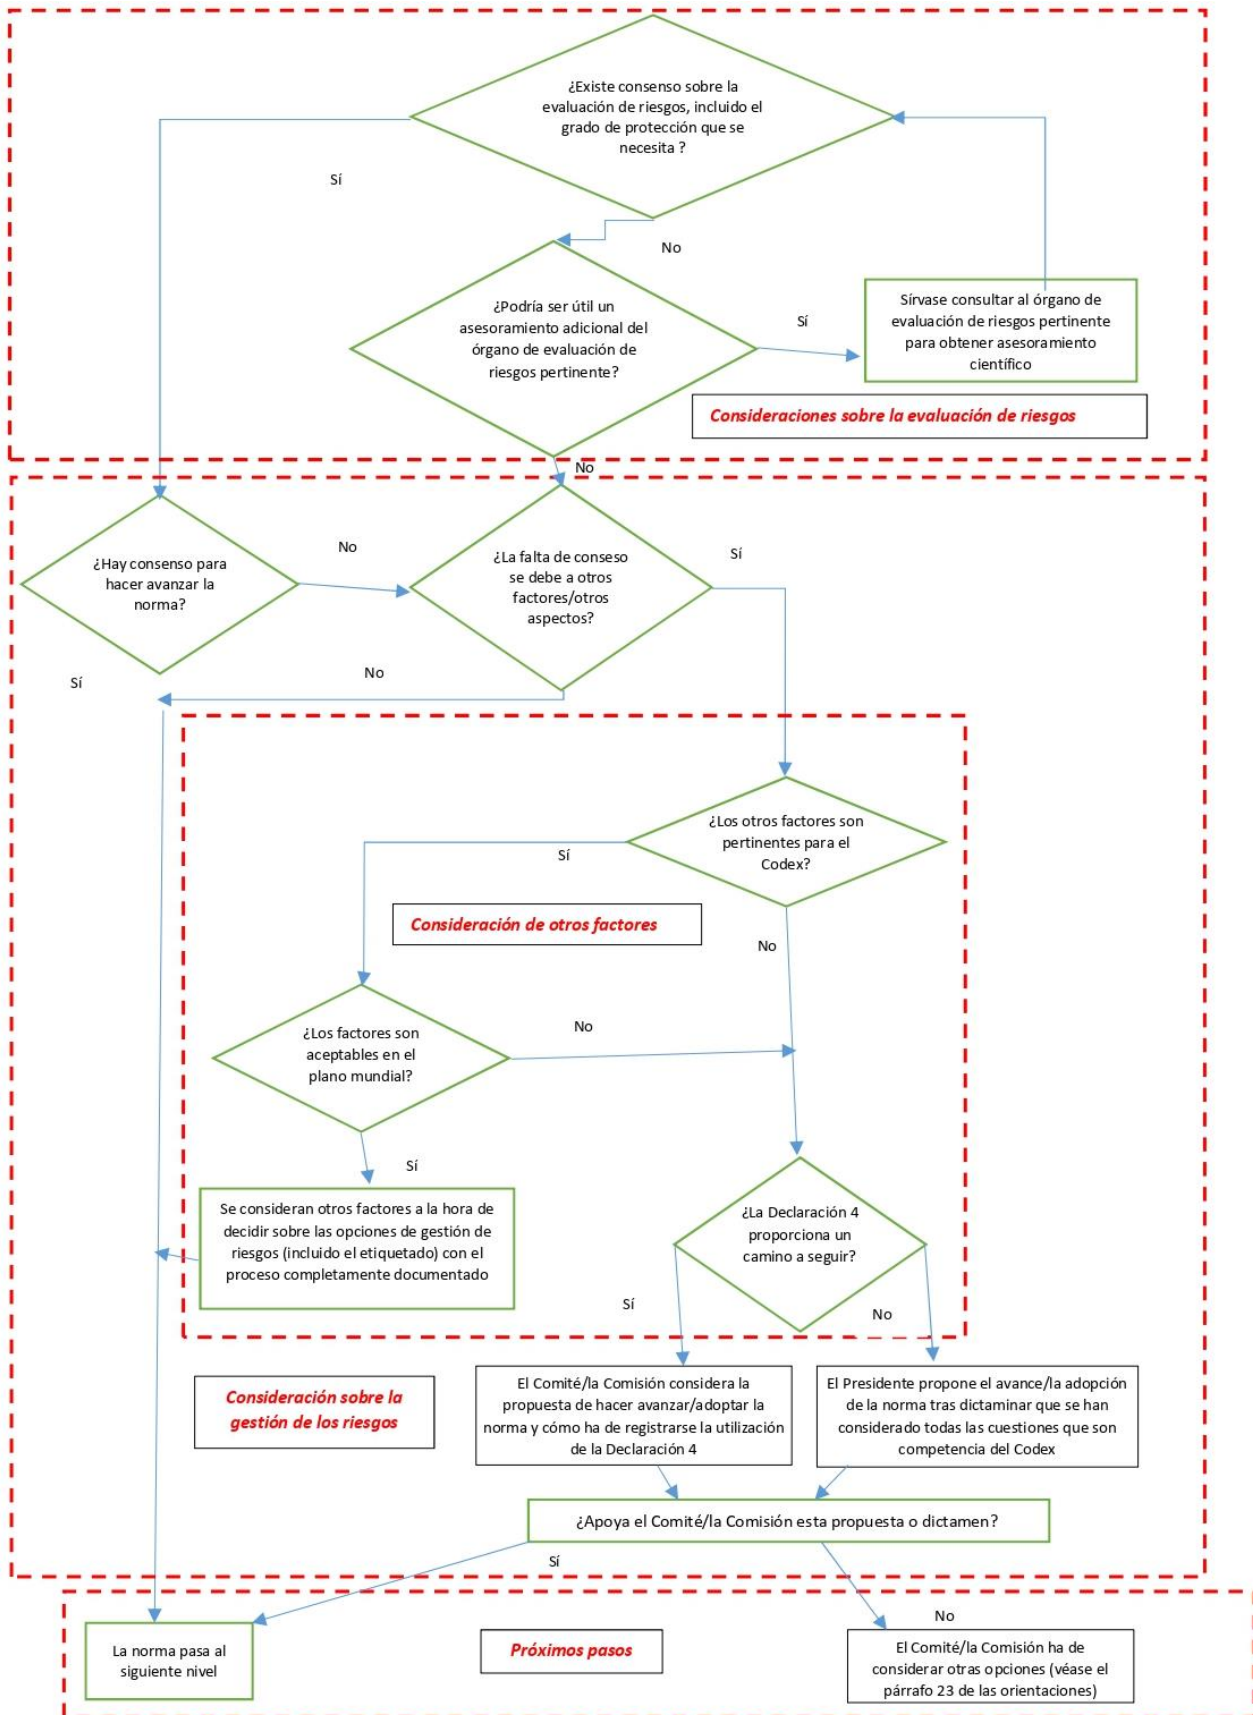 ¿Existe consenso sobre la
evaluación de riesgos, incluido el
grado de protección que se
necesita ?
Sí
No
¿Podría ser útil un
asesoramiento adicional del
órgano de evaluación de
riesgos pertinente?
Sí
Sírvase consultar al órgano de
evaluación de riesgos pertinente
para obtener asesoramiento
científico
Consideraciones sobre la evaluación de riesgos
No
¿Hay consenso para
hacer avanzar la
norma?
No
¿La falta de conseso
se debe a otros
factores/otros
aspectos?
Sí
Sí
No
¿Los otros factores son
pertinentes para el
Codex?
Sí
Consideración de otros factores
No
¿Los factores son
aceptables en el
plano mundial?
No
Sí
Se consideran otros factores a la hora de
decidir sobre las opciones de gestión de
riesgos (incluido el etiquetado) con el
proceso completamente documentado
¿La Declaración 4
proporciona un
camino a seguir?
Sí
No
Consideración sobre la
gestión de los riesgos
El Comité/la Comisión considera la
propuesta de hacer avanzar/adoptar la
norma y cómo ha de registrarse la utilización
de la Declaración 4
El Presidente propone el avance/la adopción
de la norma tras dictaminar que se han
considerado todas las cuestiones que son
competencia del Codex
¿Apoya el Comité/la Comisión esta propuesta o dictamen?
Sí
No
La norma pasa al
siguiente nivel
Próximos pasos
El Comité/la Comisión ha de
considerar otras opciones (véase el
párrafo 23 de las orientaciones)